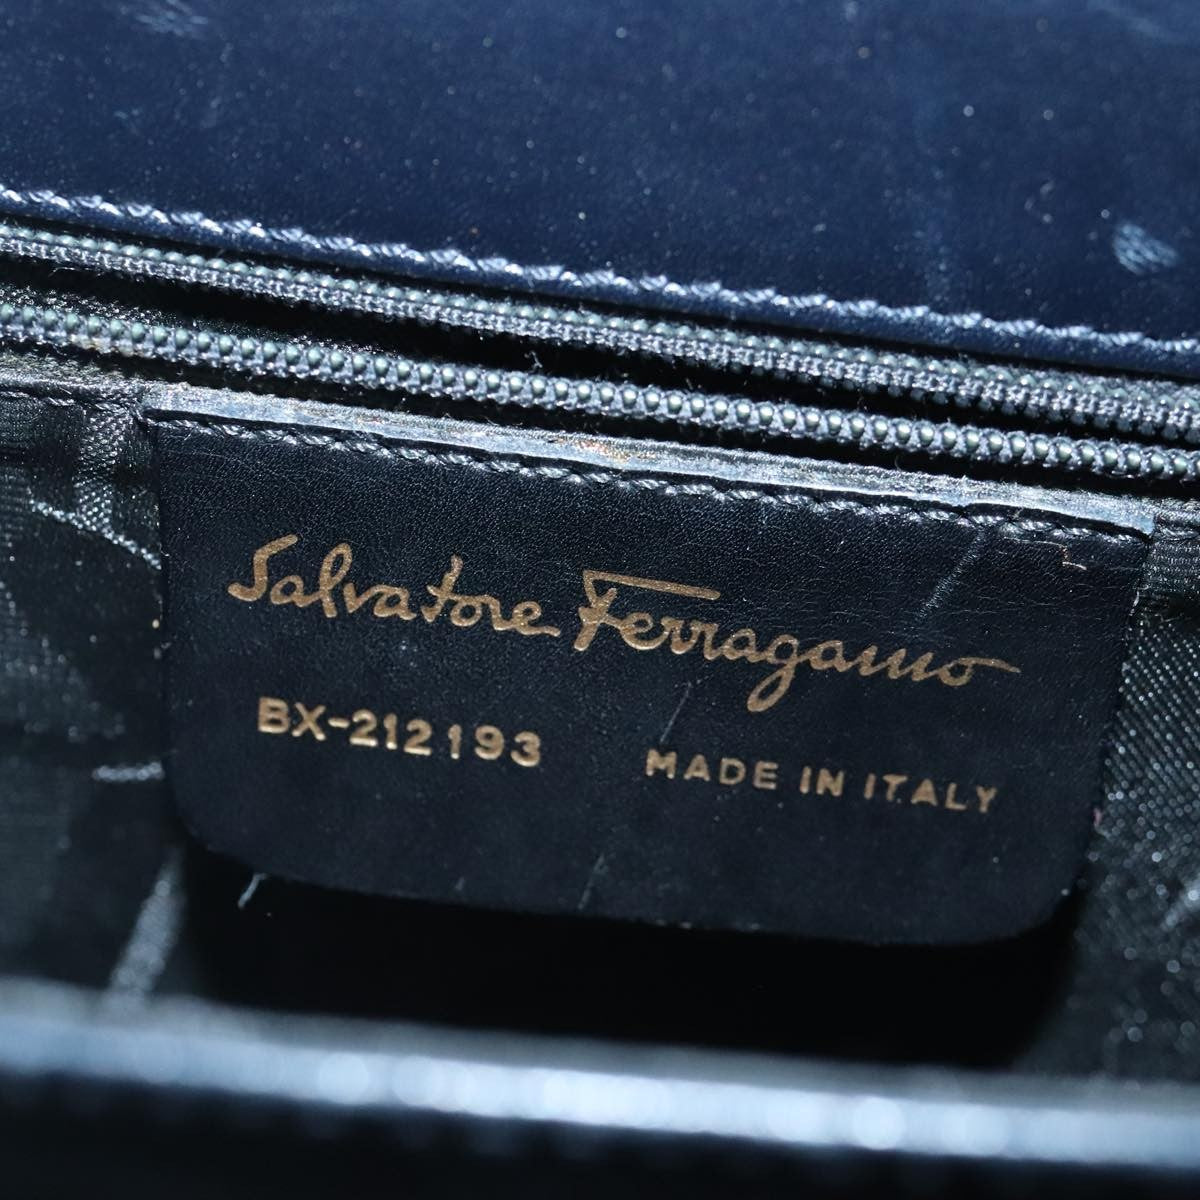 Salvatore Ferragamo
BX-212193 MADE IN ITALY